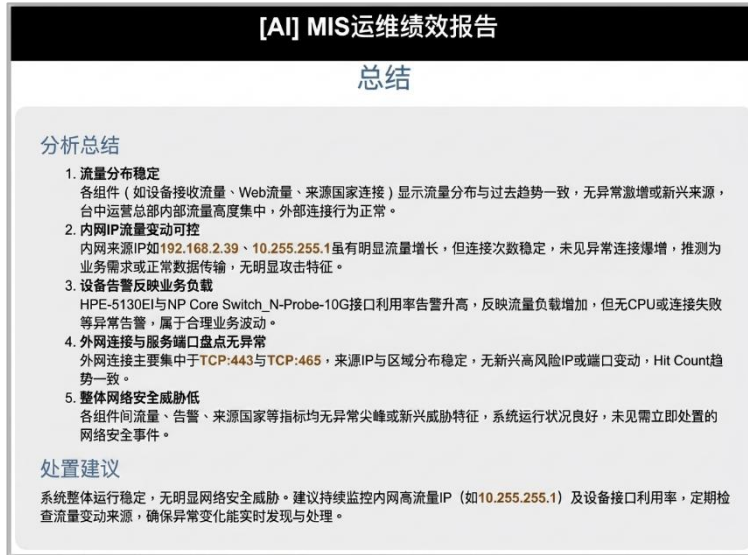 [AI] MIS运维绩效报告
总结
分析总结
1. 流量分布稳定
各组件（如设备接收流量、Web流量、来源国家连接）显示流量分布与过去趋势一致，无异常激增或新兴来源，
台中运营总部内部流量高度集中，外部连接行为正常。
2. 内网IP流量变动可控
内网来源IP如192.168.2.39、10.255.255.1虽有明显流量增长，但连接次数稳定，未见异常连接爆增，推测为
业务需求或正常数据传输，无明显攻击特征。
3. 设备告警反映业务负载
HPE-5130EI与NP Core Switch_N-Probe-10G接口利用率告警升高，反映流量负载增加，但无CPU或连接失败
等异常告警，属于合理业务波动。
4. 外网连接与服务端口盘点无异常
外网连接主要集中于TCP:443与TCP:465，来源IP与区域分布稳定，无新兴高风险IP或端口变动，Hit Count趋
势一致。
5. 整体网络安全威胁低
各组件间流量、告警、来源国家等指标均无异常尖峰或新兴威胁特征，系统运行状况良好，未见需立即处置的
网络安全事件。
处置建议
系统整体运行稳定，无明显网络安全威胁。建议持续监控内网高流量IP（如10.255.255.1）及设备接口利用率，定期检
查流量变动来源，确保异常变化能实时发现与处理。